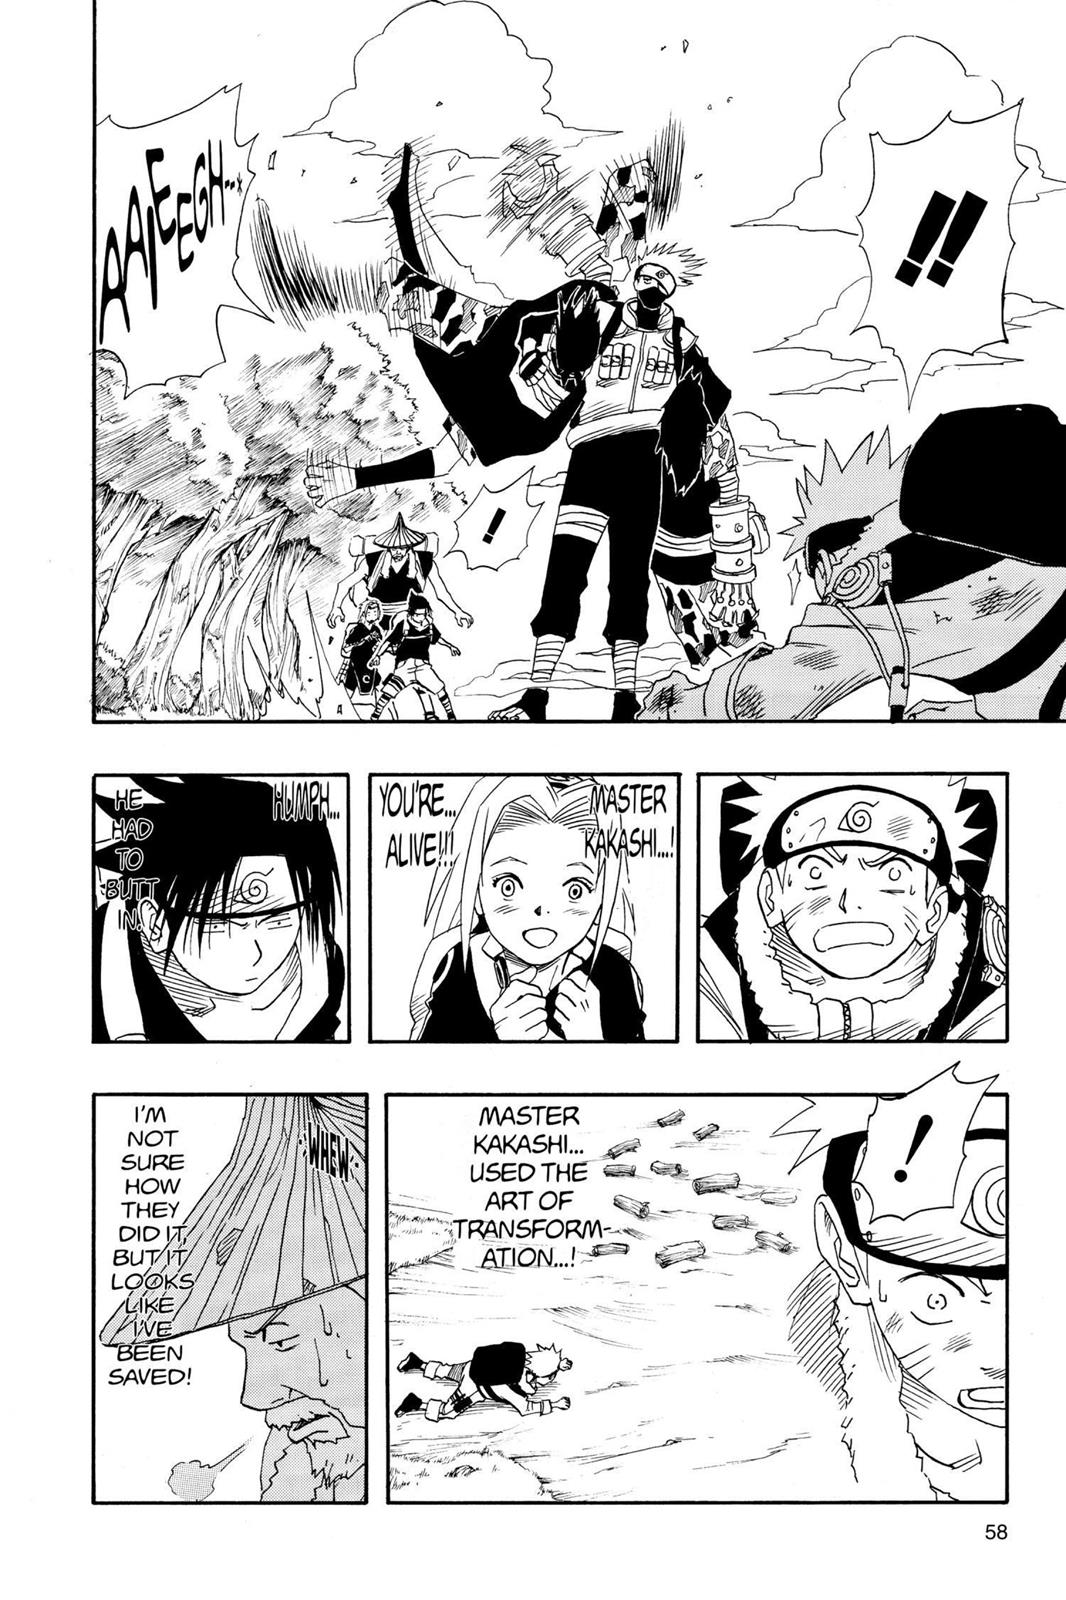 !!
RAIEEGH--*
!
MASTER
KAKASHI...!
YOU'RE...
ALIVE!!!
HUMPH...
HE
HAD
TO
BUTT
IN.
!
MASTER
KAKASHI...
USED THE
ART OF
TRANSFORM-
ATION...!
WHEW
I'M
NOT
SURE
HOW
THEY
DID IT,
BUT IT
LOOKS
LIKE
I'VE
BEEN
SAVED!
58